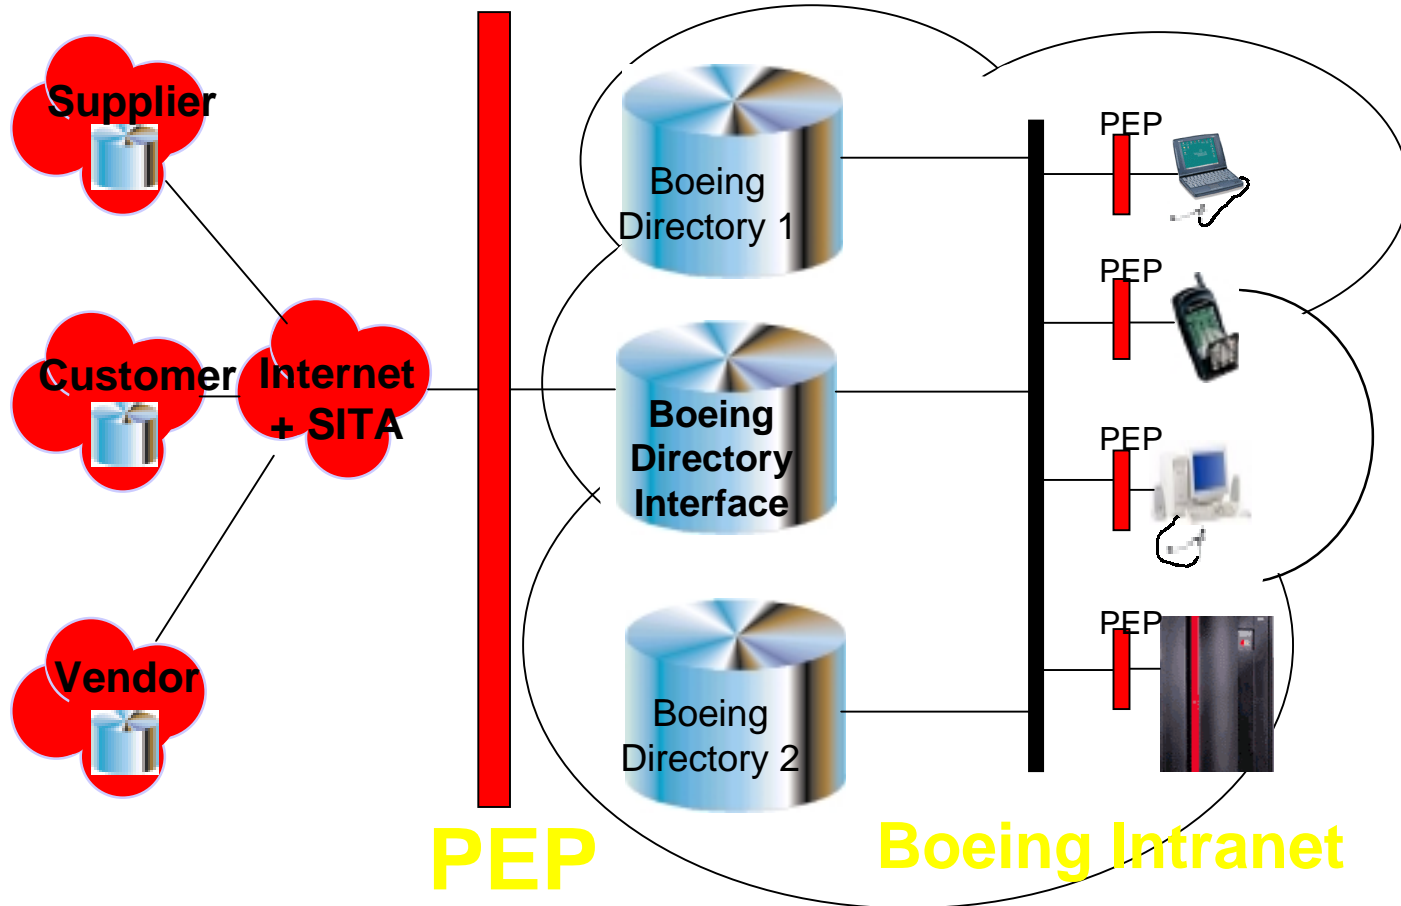 Supplier
Customer
Vendor
Internet
+ SITA
PEP
Boeing
Directory 1
Boeing
Directory
Interface
Boeing
Directory 2
PEP
PEP
PEP
PEP
Boeing Intranet